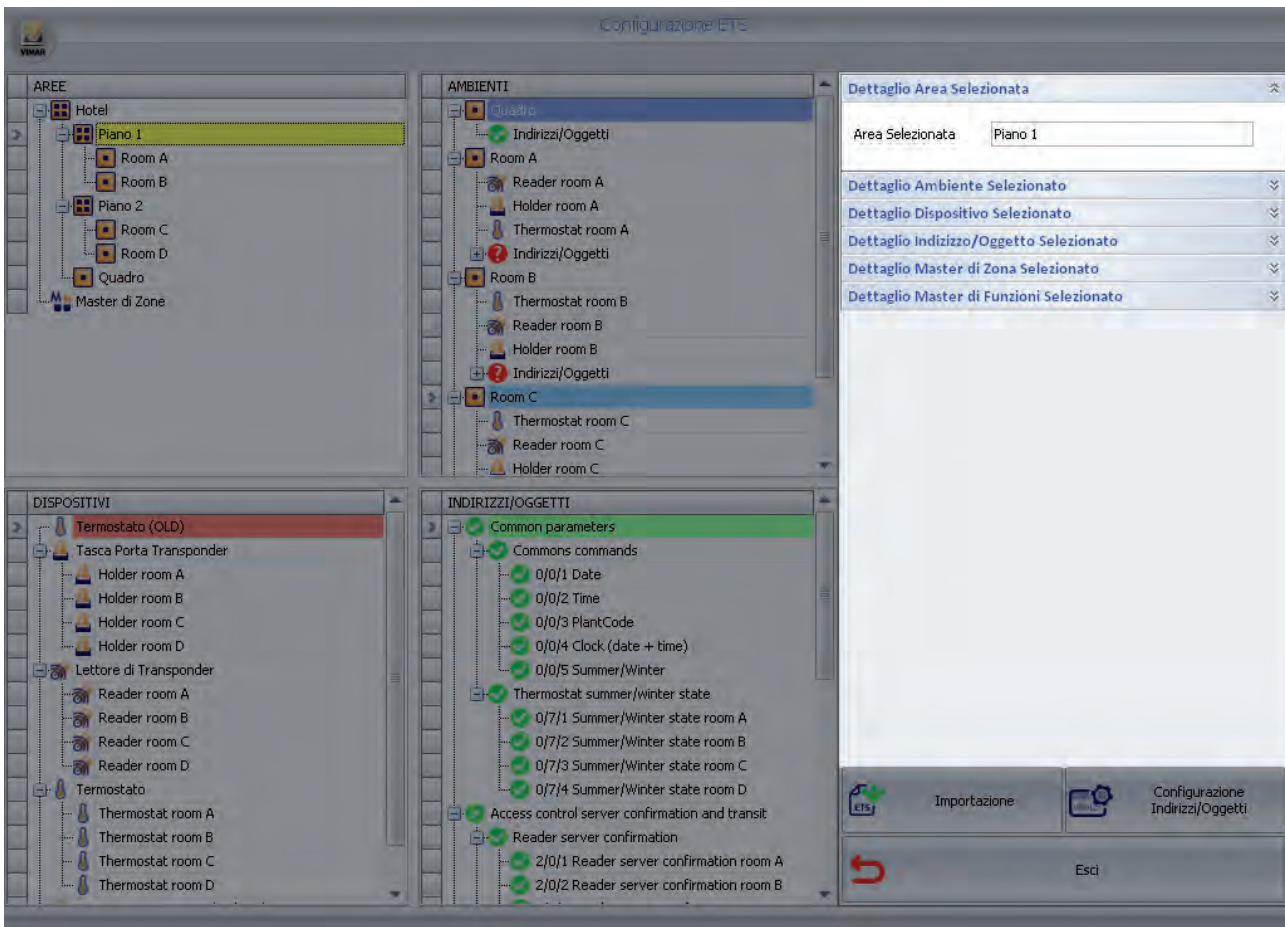 Configurazione ETS
VIMAR
AREE
Hotel
Piano 1
Room A
Room B
Piano 2
Room C
Room D
Quadro
Master di Zone
AMBIENTI
Quadro
Indirizzi/Oggetti
Room A
Reader room A
Holder room A
Thermostat room A
Indirizzi/Oggetti
Room B
Thermostat room B
Reader room B
Holder room B
Indirizzi/Oggetti
Room C
Thermostat room C
Reader room C
Holder room C
Dettaglio Area Selezionata
Area Selezionata Piano 1
Dettaglio Ambiente Selezionato
Dettaglio Dispositivo Selezionato
Dettaglio Indizizzo/Oggetto Selezionato
Dettaglio Master di Zona Selezionato
Dettaglio Master di Funzioni Selezionato
DISPOSITIVI
Termostato (OLD)
Tasca Porta Transponder
Holder room A
Holder room B
Holder room C
Holder room D
Lettore di Transponder
Reader room A
Reader room B
Reader room C
Reader room D
Termostato
Thermostat room A
Thermostat room B
Thermostat room C
Thermostat room D
INDIRIZZI/OGGETTI
Common parameters
Commons commands
0/0/1 Date
0/0/2 Time
0/0/3 PlantCode
0/0/4 Clock (date + time)
0/0/5 Summer/Winter
Thermostat summer/winter state
0/7/1 Summer/Winter state room A
0/7/2 Summer/Winter state room B
0/7/3 Summer/Winter state room C
0/7/4 Summer/Winter state room D
Access control server confirmation and transit
Reader server confirmation
2/0/1 Reader server confirmation room A
2/0/2 Reader server confirmation room B
ETS
Importazione
Configurazione
Indirizzi/Oggetti
Esci